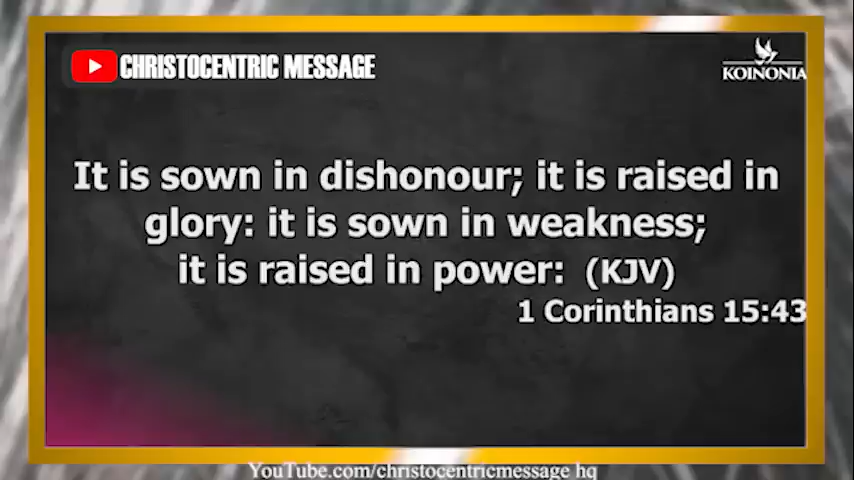 CHRISTOCENTRIC MESSAGE
KOINONIA
It is sown in dishonour; it is raised in
glory: it is sown in weakness;
it is raised in power: (KJV)
1 Corinthians 15:43
YouTube.com/christocentricmessage hq